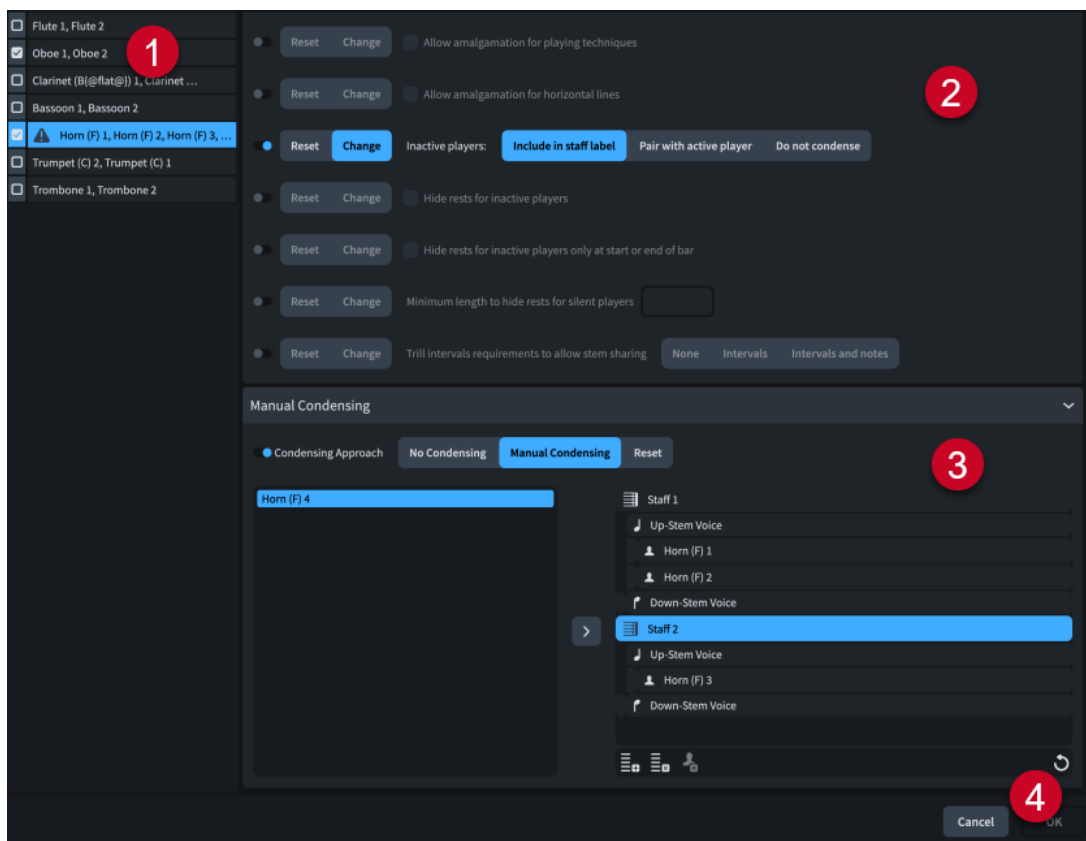 Flute 1, Flute 2
Oboe 1, Oboe 2
Clarinet (B{@flat@}) 1, Clarinet ...
Bassoon 1, Bassoon 2
Horn (F) 1, Horn (F) 2, Horn (F) 3, ...
Trumpet (C) 2, Trumpet (C) 1
Trombone 1, Trombone 2
1
Reset Change Allow amalgamation for playing techniques
2
Reset Change Allow amalgamation for horizontal lines
Reset Change Inactive players: Include in staff label Pair with active player Do not condense
Reset Change Hide rests for inactive players
Reset Change Hide rests for inactive players only at start or end of bar
Reset Change Minimum length to hide rests for silent players
Reset Change Trill intervals requirements to allow stem sharing None Intervals Intervals and notes
Manual Condensing
Condensing Approach No Condensing Manual Condensing Reset
3
Horn (F) 4
>
Staff 1
Up-Stem Voice
Horn (F) 1
Horn (F) 2
Down-Stem Voice
Staff 2
Up-Stem Voice
Horn (F) 3
Down-Stem Voice
4
Cancel OK